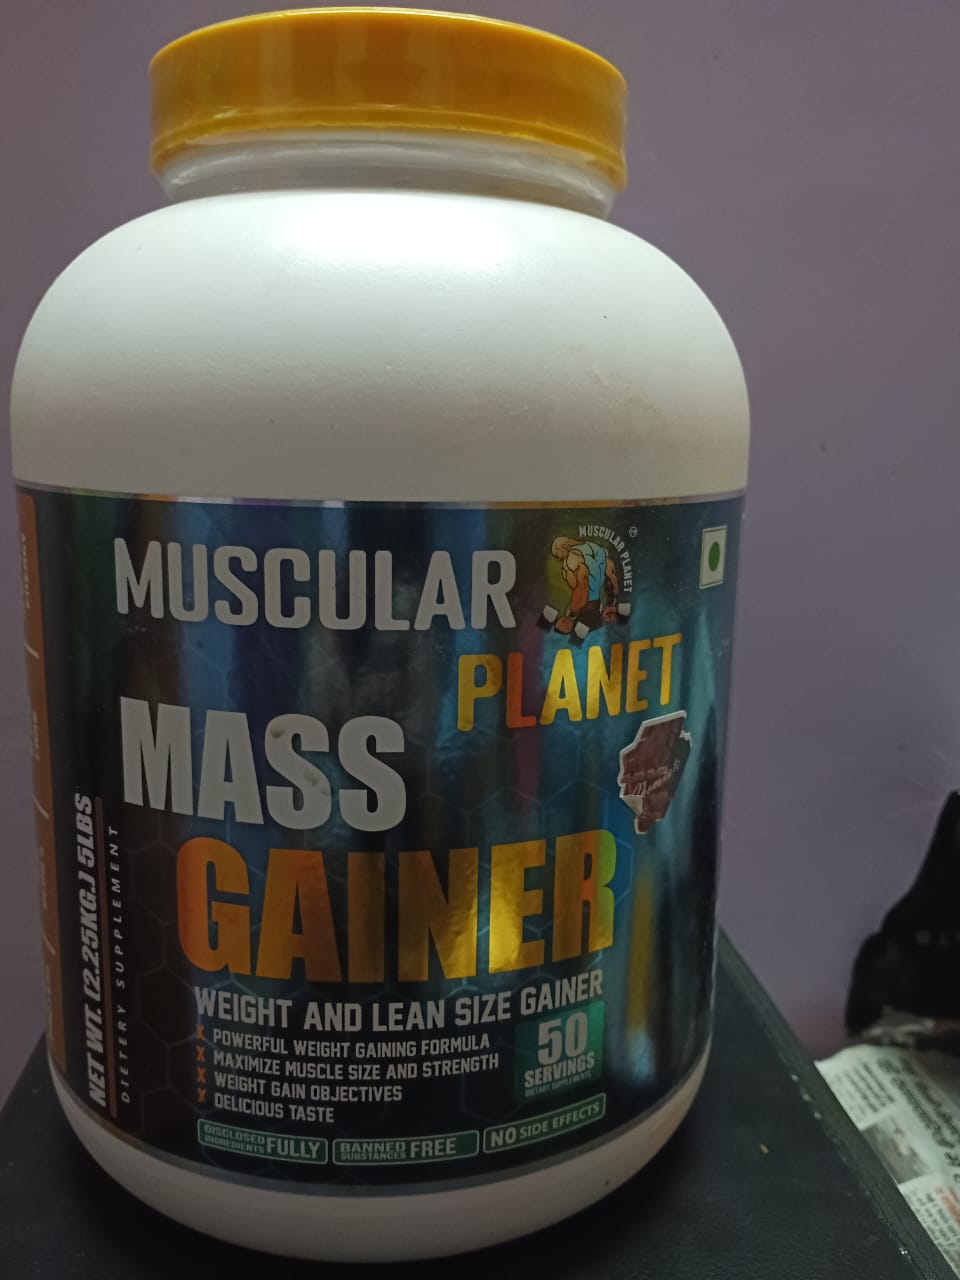 MUSCULAR
MUSCULAR PLANET
PLANET
MASS
GAINER
WEIGHT AND LEAN SIZE GAINER
X POWERFUL WEIGHT GAINING FORMULA
X MAXIMIZE MUSCLE SIZE AND STRENGTH
X WEIGHT GAIN OBJECTIVES
X DELICIOUS TASTE
50
SERVINGS
DIETARY SUPPLEMENTS
DISCLOSED INGREDIENTS FULLY
BANNED SUBSTANCES FREE
NO SIDE EFFECTS
NET WT. (2.25KG.) 5LBS
DIETERY SUPPLEMENT